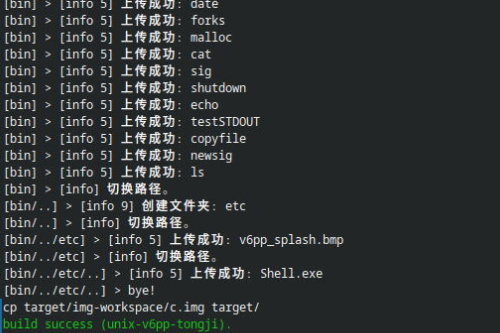 [bin] > [info 5] 上传成功: date
[bin] > [info 5] 上传成功: forks
[bin] > [info 5] 上传成功: malloc
[bin] > [info 5] 上传成功: cat
[bin] > [info 5] 上传成功: sig
[bin] > [info 5] 上传成功: shutdown
[bin] > [info 5] 上传成功: echo
[bin] > [info 5] 上传成功: testSTDOUT
[bin] > [info 5] 上传成功: copyfile
[bin] > [info 5] 上传成功: newsig
[bin] > [info 5] 上传成功: ls
[bin] > [info] 切换路径。
[bin/..] > [info 9] 创建文件夹: etc
[bin/..] > [info] 切换路径。
[bin/../etc] > [info 5] 上传成功: v6pp_splash.bmp
[bin/../etc] > [info] 切换路径。
[bin/../etc/..] > [info 5] 上传成功: Shell.exe
[bin/../etc/..] > bye!
cp target/img-workspace/c.img target/
build success (unix-v6pp-tongji).